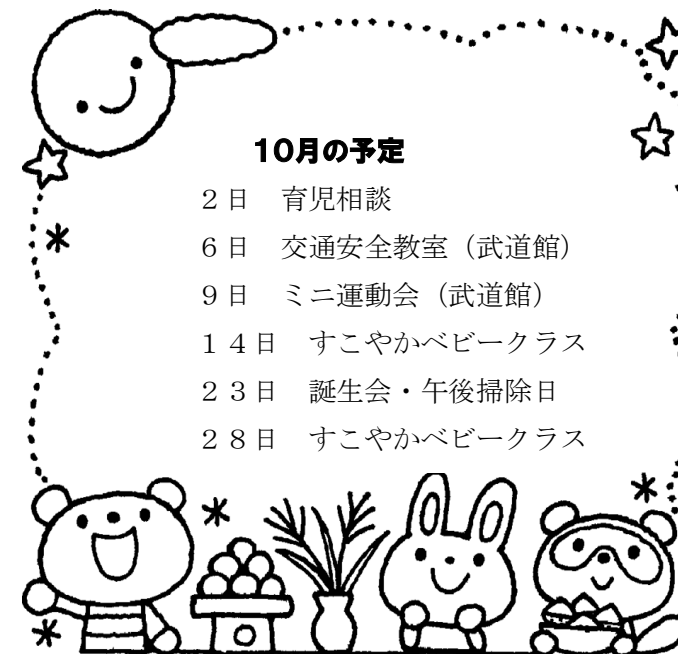 10月の予定
２日　育児相談
６日　交通安全教室（武道館）
９日　ミニ運動会（武道館）
１４日　すこやかベビークラス
２３日　誕生会・午後掃除日
２８日　すこやかベビークラス